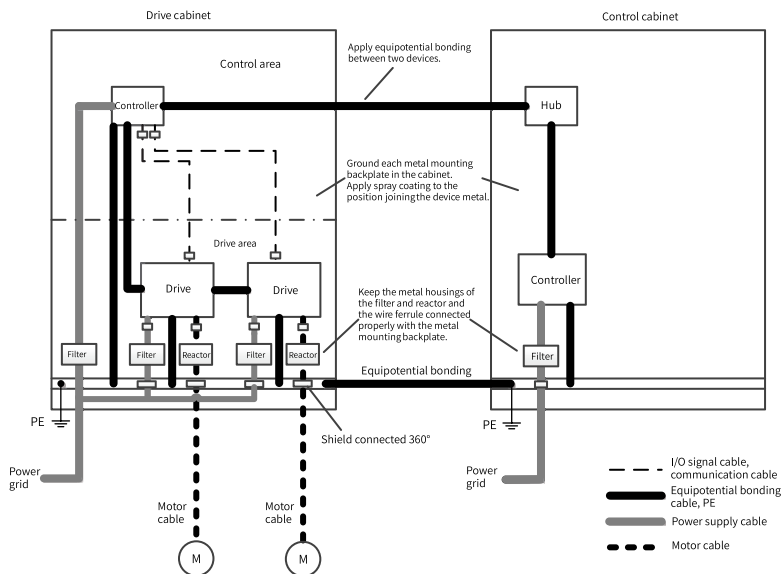 Drive cabinet
Control cabinet
Control area
Apply equipotential bonding
between two devices.
Controller
Hub
Ground each metal mounting
backplate in the cabinet.
Apply spray coating to the
position joining the device metal.
Drive area
Drive
Drive
Controller
Keep the metal housings of
the filter and reactor and
the wire ferrule connected
properly with the metal
mounting backplate.
Filter
Filter
Reactor
Filter
Reactor
Filter
Equipotential bonding
PE
PE
Shield connected 360°
Power
grid
Power
grid
Motor
cable
Motor
cable
M
M
I/O signal cable,
communication cable
Equipotential bonding
cable, PE
Power supply cable
Motor cable